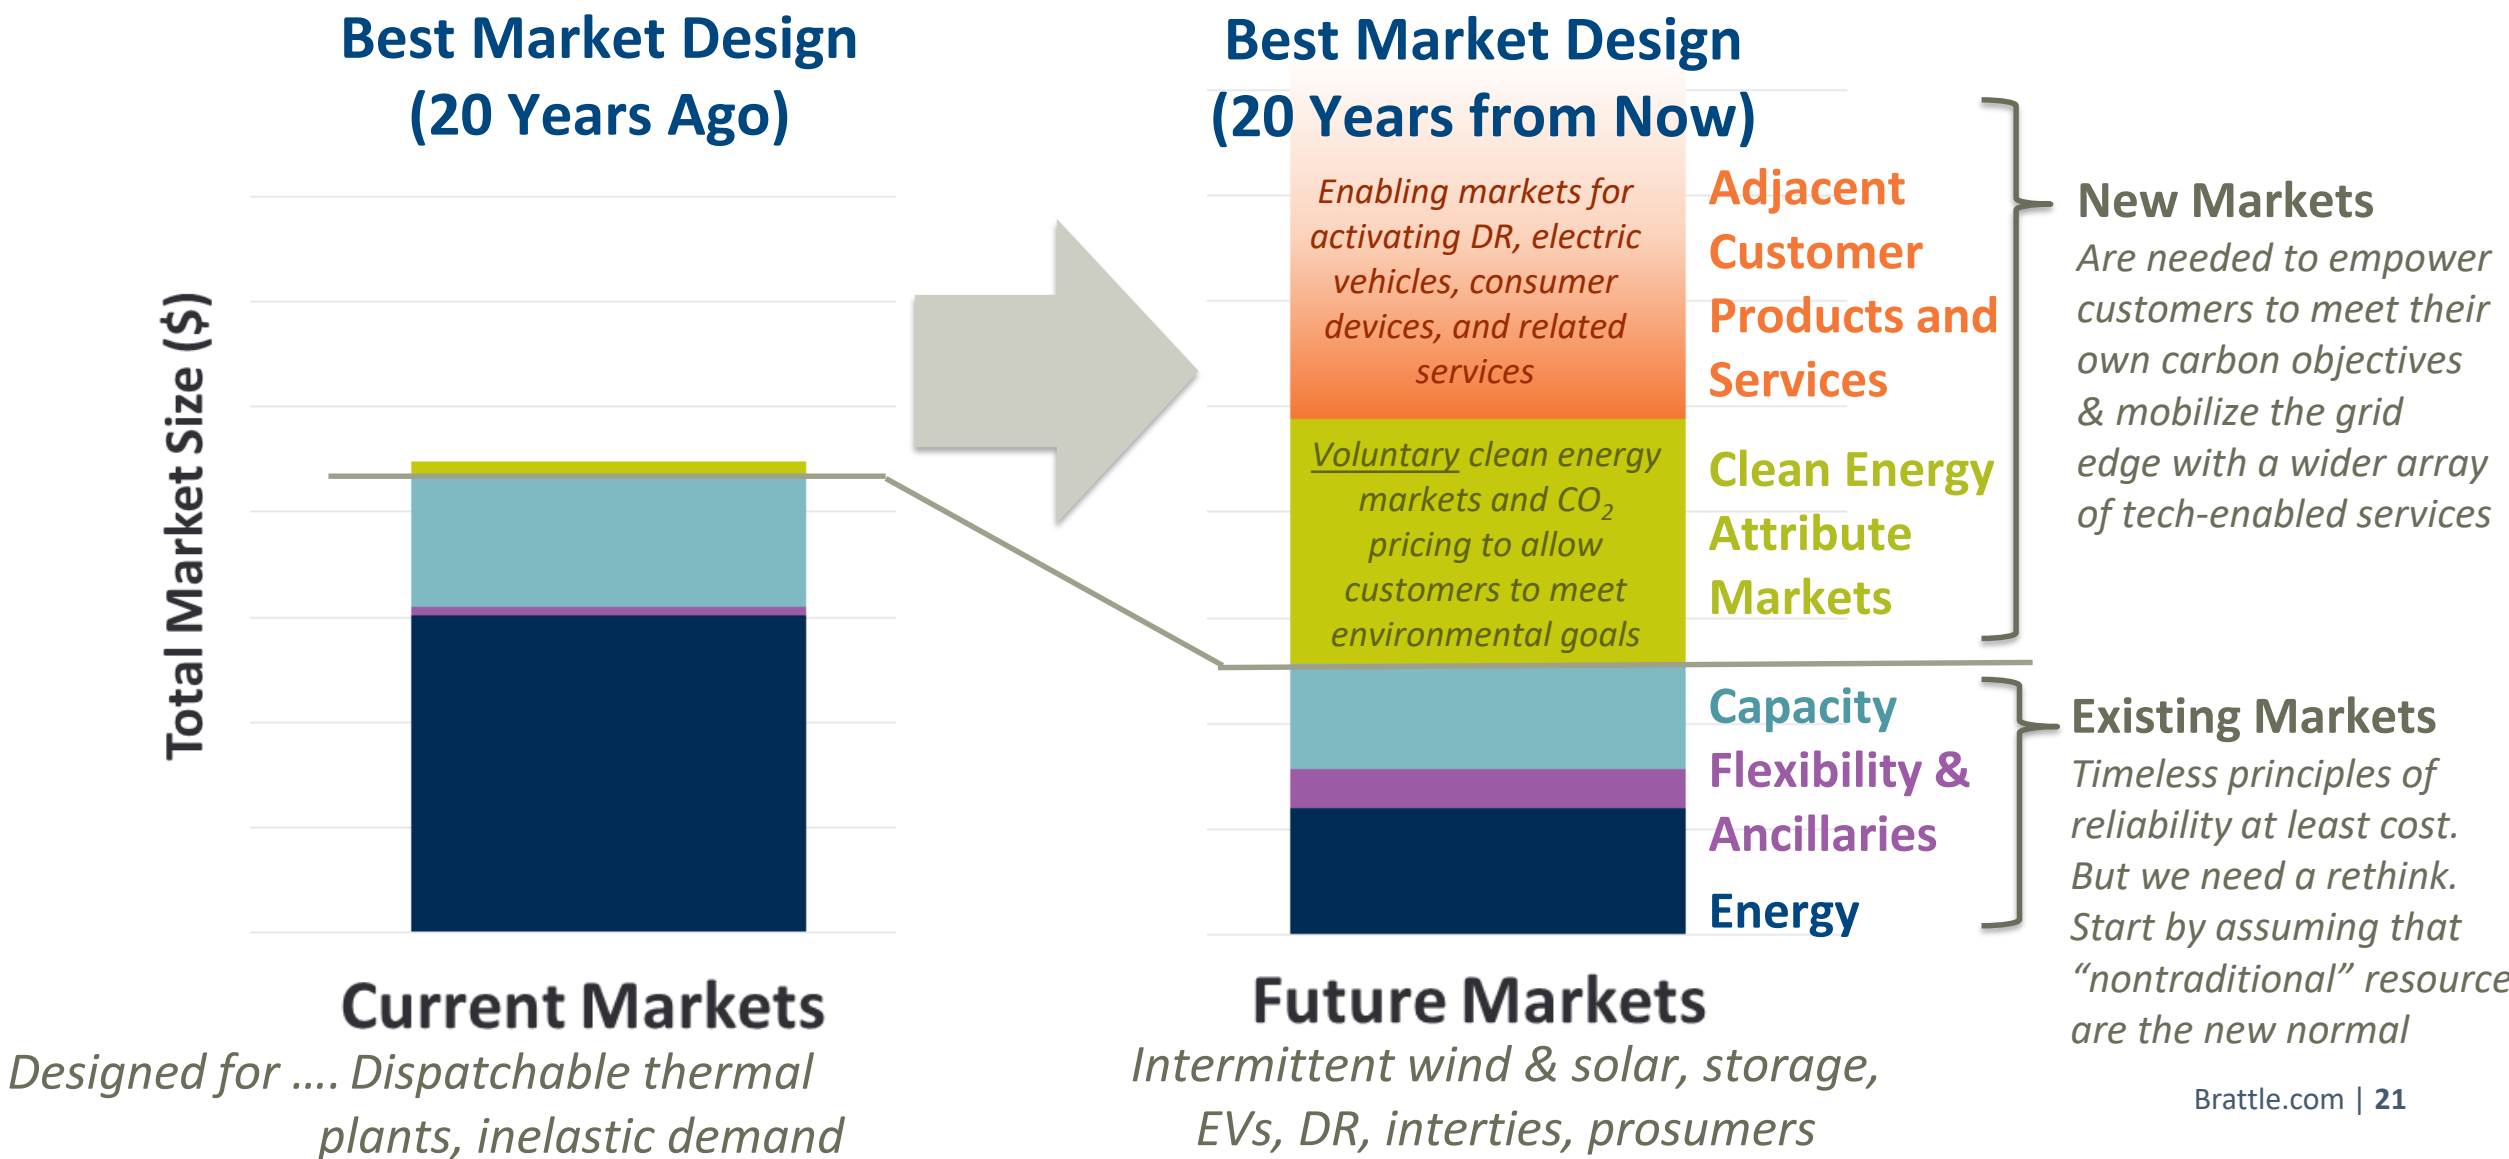 Best Market Design
(20 Years Ago)
Best Market Design
(20 Years from Now)
Total Market Size ($)
Enabling markets for
activating DR, electric
vehicles, consumer
devices, and related
services
Voluntary clean energy
markets and CO2
pricing to allow
customers to meet
environmental goals
Adjacent
Customer
Products and
Services
Clean Energy
Attribute
Markets
Capacity
Flexibility &
Ancillaries
Energy
New Markets
Are needed to empower
customers to meet their
own carbon objectives
& mobilize the grid
edge with a wider array
of tech-enabled services
Existing Markets
Timeless principles of
reliability at least cost.
But we need a rethink.
Start by assuming that
“nontraditional” resource
are the new normal
Current Markets
Designed for .... Dispatchable thermal
plants, inelastic demand
Future Markets
Intermittent wind & solar, storage,
EVs, DR, interties, prosumers
Brattle.com | 21